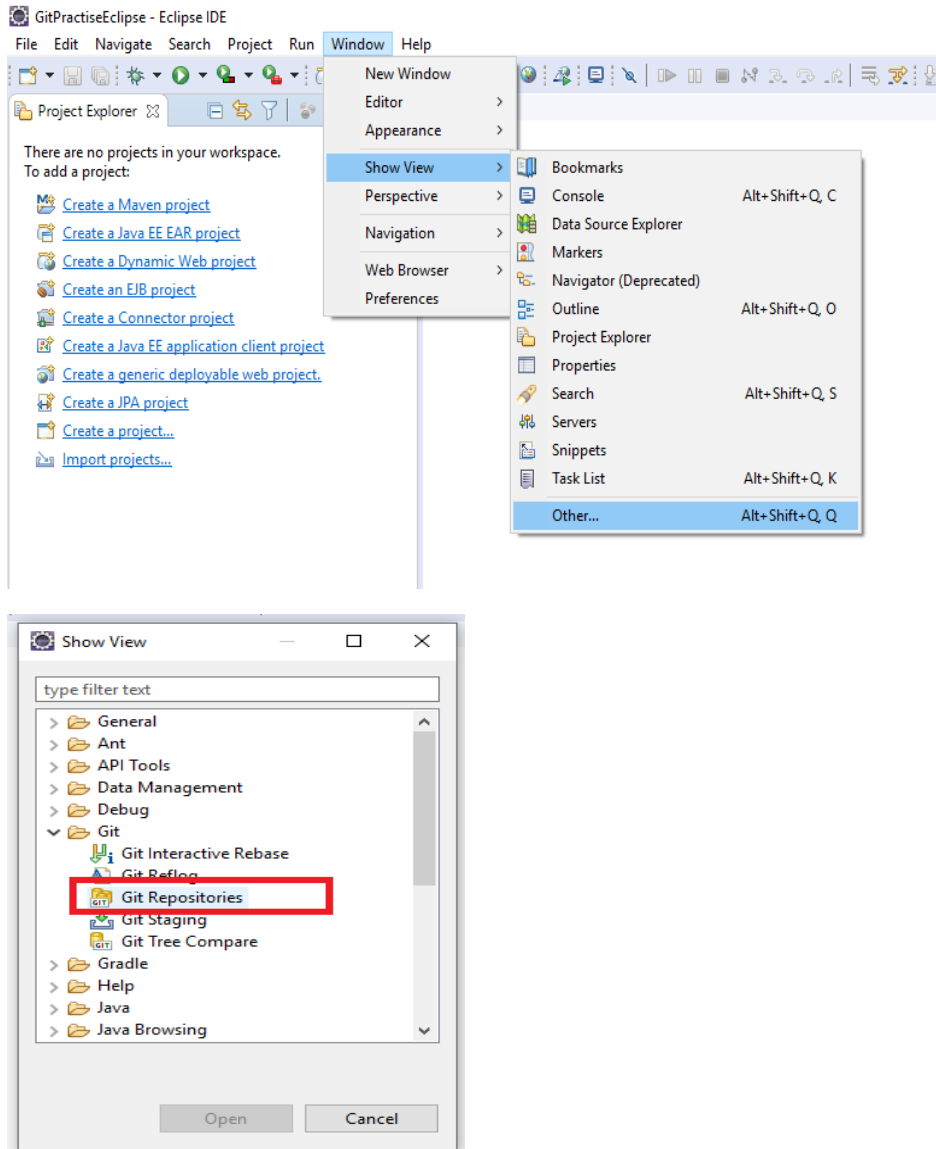 GitPractiseEclipse - Eclipse IDE
File Edit Navigate Search Project Run Window Help
Project Explorer
There are no projects in your workspace.
To add a project:
Create a Maven project
Create a Java EE EAR project
Create a Dynamic Web project
Create an EJB project
Create a Connector project
Create a Java EE application client project
Create a generic deployable web project.
Create a JPA project
Create a project...
Import projects...
New Window
Editor
Appearance
Show View
Perspective
Navigation
Web Browser
Preferences
Bookmarks
Console Alt+Shift+Q, C
Data Source Explorer
Markers
Navigator (Deprecated)
Outline Alt+Shift+Q, O
Project Explorer
Properties
Search Alt+Shift+Q, S
Servers
Snippets
Task List Alt+Shift+Q, K
Other... Alt+Shift+Q, Q
Show View
type filter text
General
Ant
API Tools
Data Management
Debug
Git
Git Interactive Rebase
Git Reflog
Git Repositories
Git Staging
Git Tree Compare
Gradle
Help
Java
Java Browsing
Open Cancel